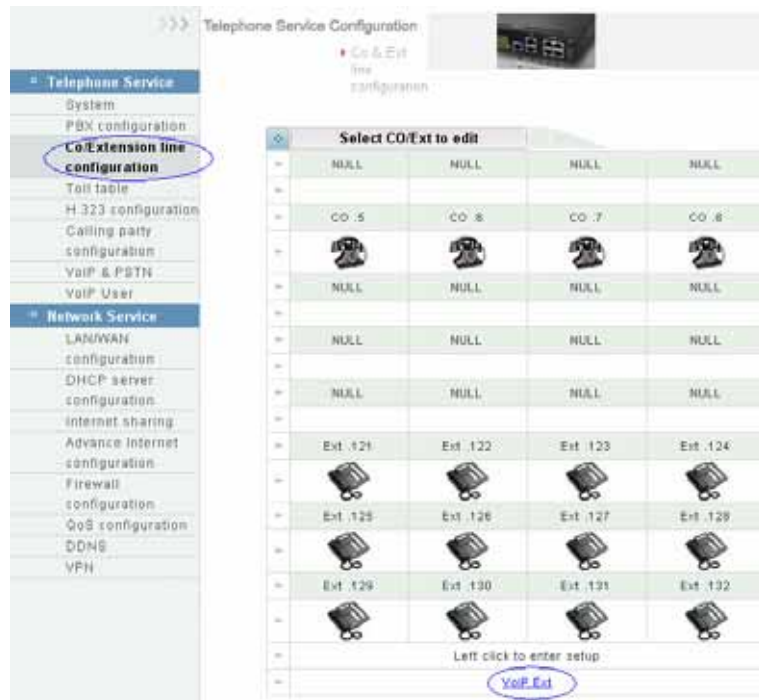 >>> Telephone Service Configuration
Co & Ext
line
configuration
Telephone Service
System
PBX configuration
Co/Extension line
configuration
Toll table
H.323 configuration
Calling party
configuration
VoIP & PSTN
VoIP User
Network Service
LAN/WAN
configuration
DHCP server
configuration
Internet sharing
Advance Internet
configuration
Firewall
configuration
QoS configuration
DDNS
VPN
Select CO/Ext to edit
NULL NULL NULL NULL
CO .5 CO .6 CO .7 CO .8
NULL NULL NULL NULL
NULL NULL NULL NULL
NULL NULL NULL NULL
Ext .121 Ext .122 Ext .123 Ext .124
Ext .125 Ext .126 Ext .127 Ext .128
Ext .129 Ext .130 Ext .131 Ext .132
Left click to enter setup
VoIP Ext